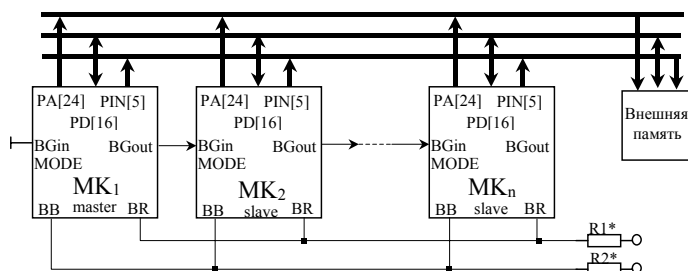 PA[24] PIN[5]
PD[16]
BGin BGout
MODE
MK₁
master
BB BR
PA[24] PIN[5]
PD[16]
BGin BGout
MODE
MK₂
slave
BB BR
PA[24] PIN[5]
PD[16]
BGin BGout
MODE
MKn
slave
BB BR
Внешняя
память
R1*
R2*